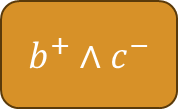 b⁺ ∧ c⁻